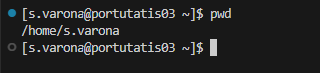 [s.varona@portutatis03 ~]$ pwd
/home/s.varona
[s.varona@portutatis03 ~]$